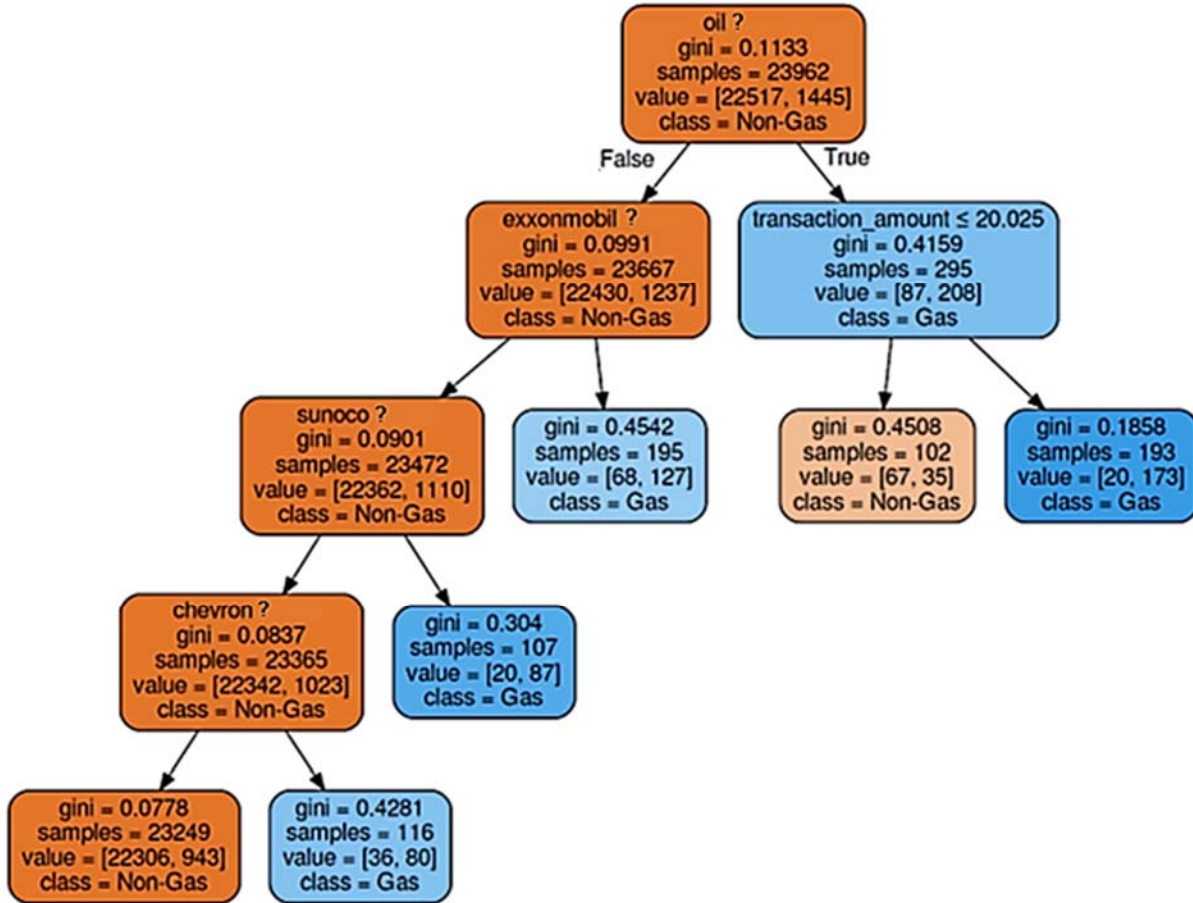 oil ?
gini = 0.1133
samples = 23962
value = [22517, 1445]
class = Non-Gas
False
True
exxonmobil ?
gini = 0.0991
samples = 23667
value = [22430, 1237]
class = Non-Gas
transaction_amount ≤ 20.025
gini = 0.4159
samples = 295
value = [87, 208]
class = Gas
sunoco ?
gini = 0.0901
samples = 23472
value = [22362, 1110]
class = Non-Gas
gini = 0.4542
samples = 195
value = [68, 127]
class = Gas
gini = 0.4508
samples = 102
value = [67, 35]
class = Non-Gas
gini = 0.1858
samples = 193
value = [20, 173]
class = Gas
chevron ?
gini = 0.0837
samples = 23365
value = [22342, 1023]
class = Non-Gas
gini = 0.304
samples = 107
value = [20, 87]
class = Gas
gini = 0.0778
samples = 23249
value = [22306, 943]
class = Non-Gas
gini = 0.4281
samples = 116
value = [36, 80]
class = Gas